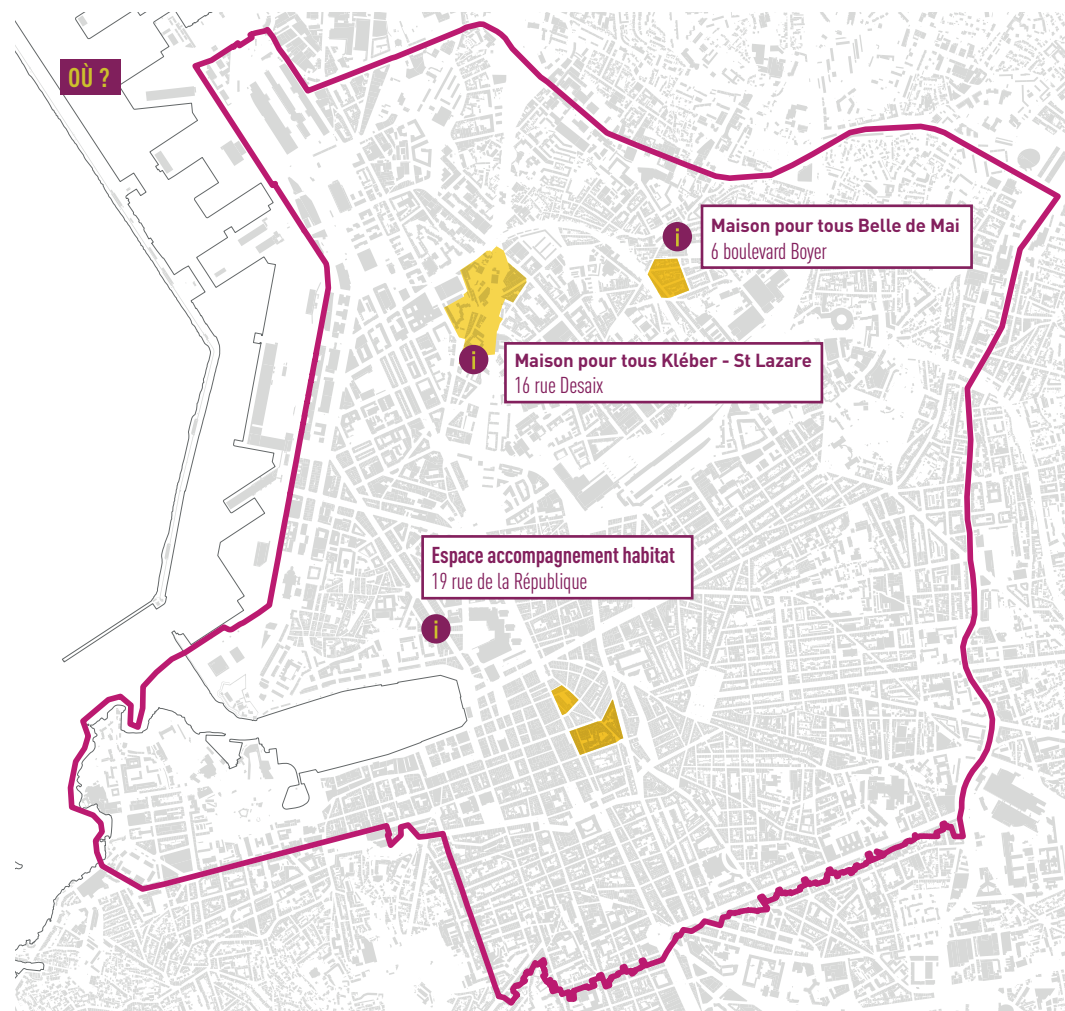 OÙ ?
i
Maison pour tous Belle de Mai
6 boulevard Boyer
i
Maison pour tous Kléber - St Lazare
16 rue Desaix
Espace accompagnement habitat
19 rue de la République
i